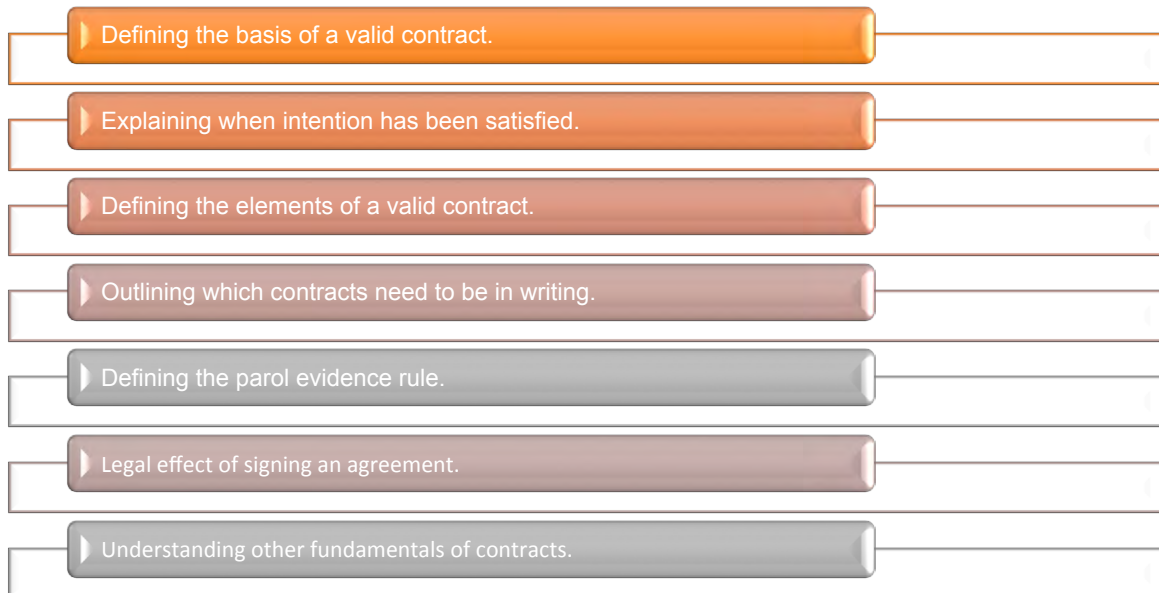 Defining the basis of a valid contract.
Explaining when intention has been satisfied.
Defining the elements of a valid contract.
Outlining which contracts need to be in writing.
Defining the parol evidence rule.
Legal effect of signing an agreement.
Understanding other fundamentals of contracts.